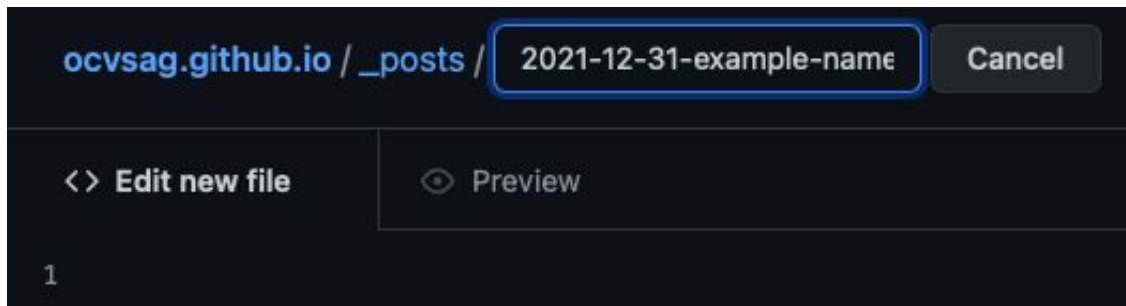 ocvsag.github.io / _posts / 2021-12-31-example-name Cancel
<> Edit new file Preview
1